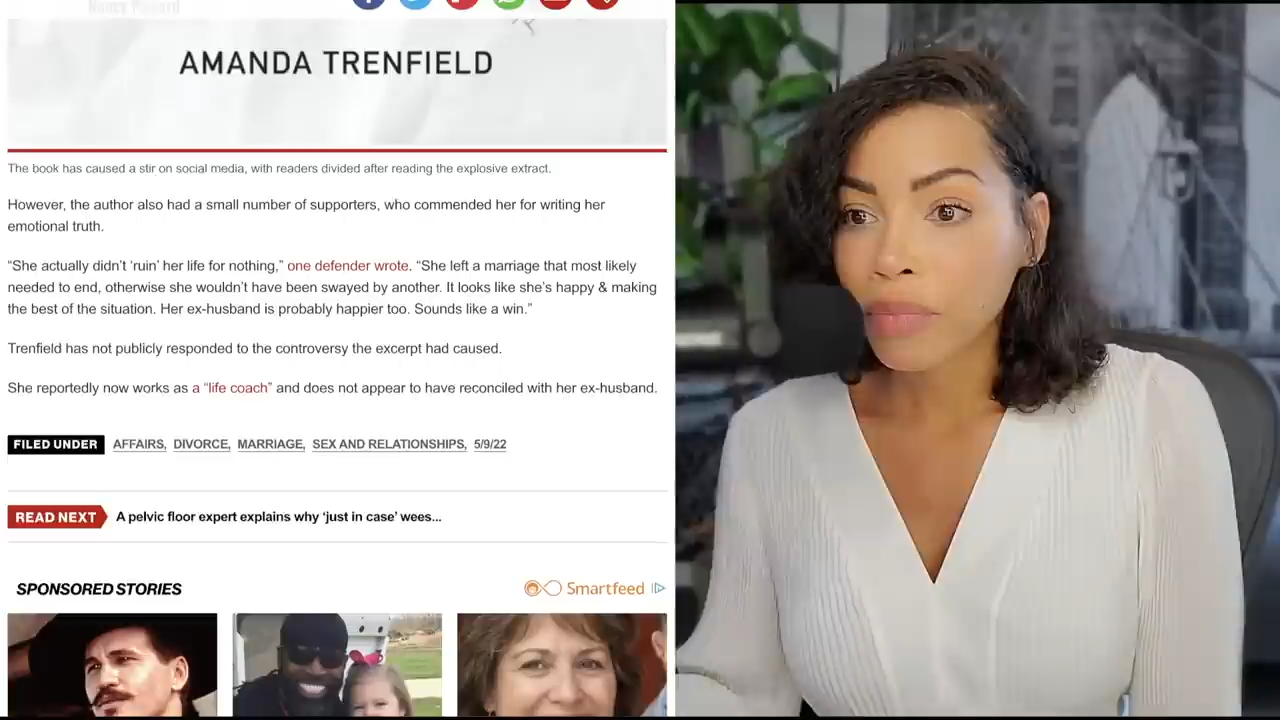 AMANDA TRENFIELD
The book has caused a stir on social media, with readers divided after reading the explosive extract.
However, the author also had a small number of supporters, who commended her for writing her
emotional truth.
“She actually didn’t ‘ruin’ her life for nothing,” one defender wrote. “She left a marriage that most likely
needed to end, otherwise she wouldn’t have been swayed by another. It looks like she’s happy & making
the best of the situation. Her ex-husband is probably happier too. Sounds like a win.”
Trenfield has not publicly responded to the controversy the excerpt had caused.
She reportedly now works as a “life coach” and does not appear to have reconciled with her ex-husband.
FILED UNDER AFFAIRS, DIVORCE, MARRIAGE, SEX AND RELATIONSHIPS, 5/9/22
READ NEXT A pelvic floor expert explains why ‘just in case’ wees...
SPONSORED STORIES Smartfeed